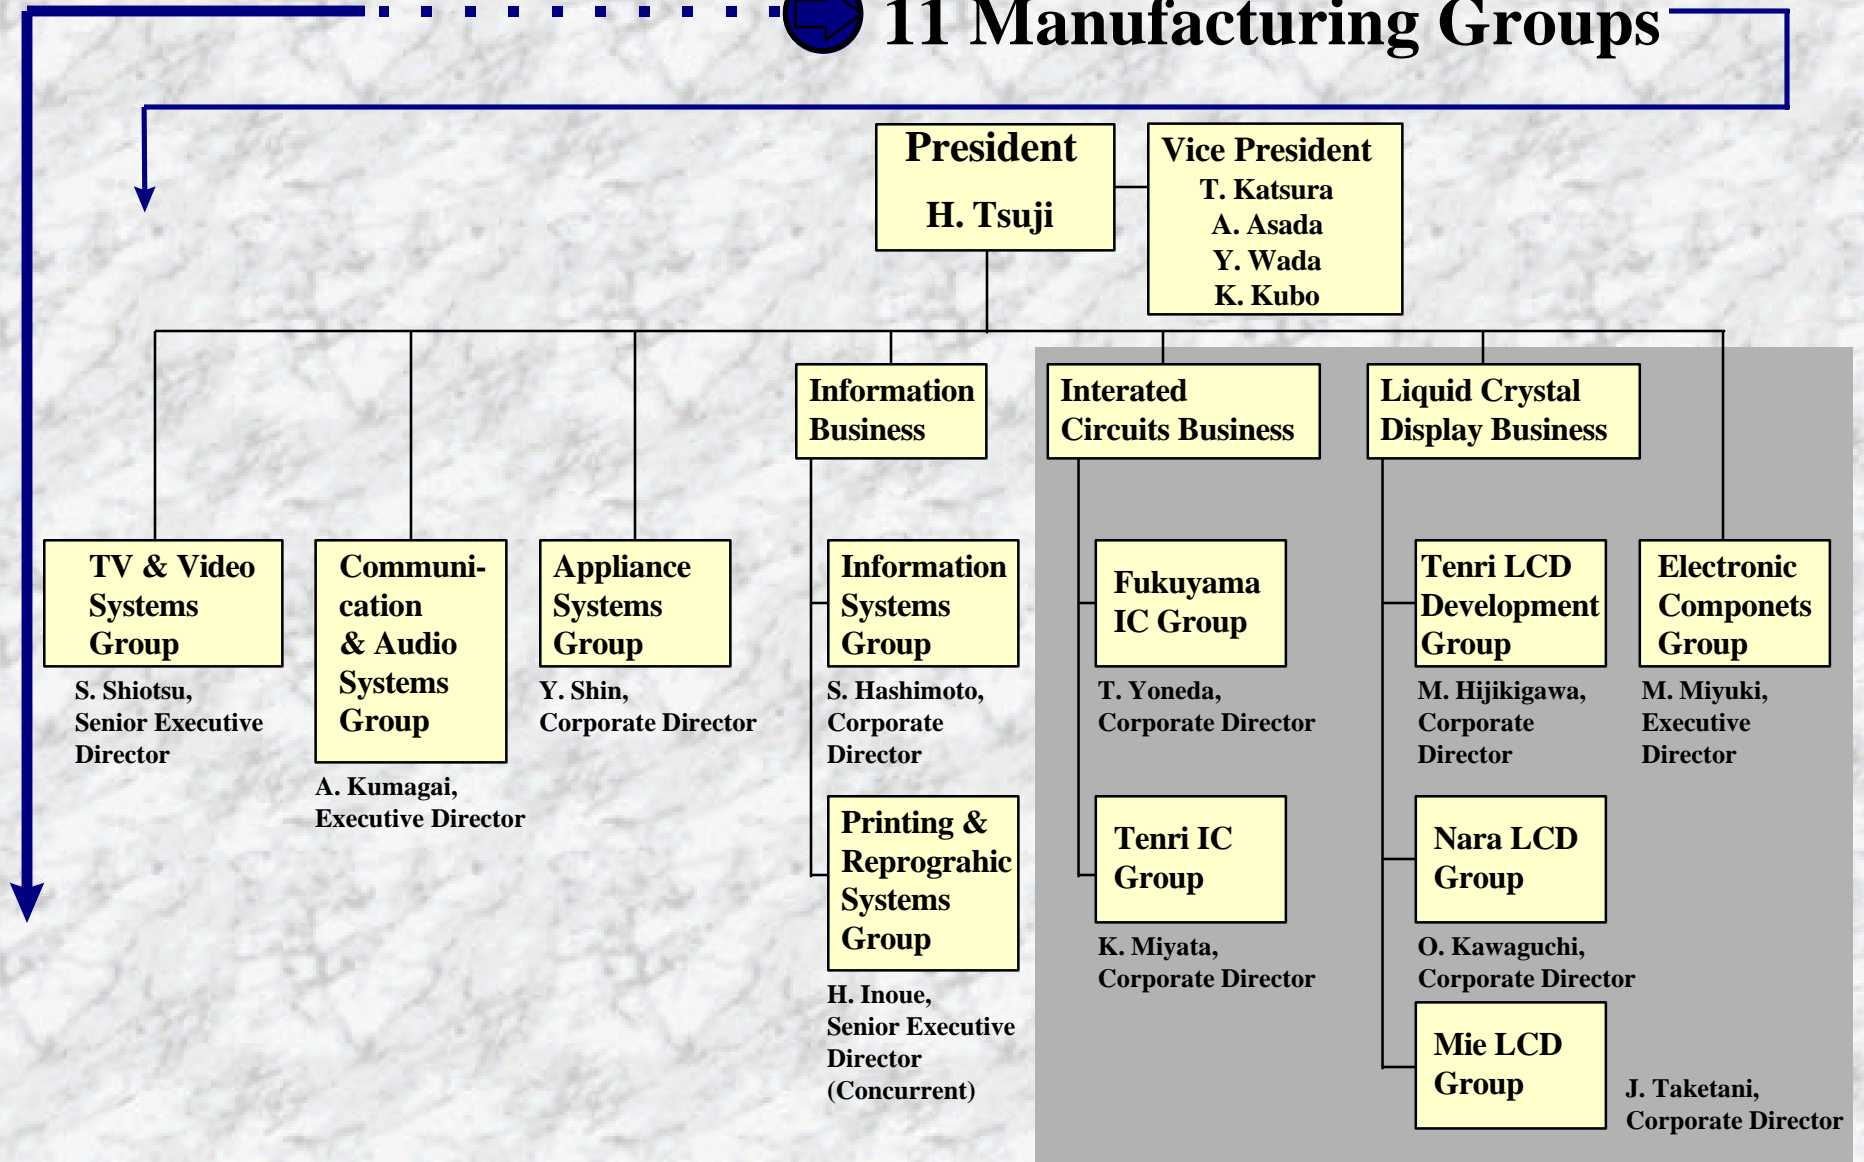 11 Manufacturing Groups
President
H. Tsuji
Vice President
T. Katsura
A. Asada
Y. Wada
K. Kubo
Information
Business
Interated
Circuits Business
Liquid Crystal
Display Business
TV & Video
Systems
Group
S. Shiotsu,
Senior Executive
Director
Communi-
cation
& Audio
Systems
Group
A. Kumagai,
Executive Director
Appliance
Systems
Group
Y. Shin,
Corporate Director
Information
Systems
Group
S. Hashimoto,
Corporate
Director
Printing &
Reprograhic
Systems
Group
H. Inoue,
Senior Executive
Director
(Concurrent)
Fukuyama
IC Group
T. Yoneda,
Corporate Director
Tenri IC
Group
K. Miyata,
Corporate Director
Tenri LCD
Development
Group
M. Hijikigawa,
Corporate
Director
Nara LCD
Group
O. Kawaguchi,
Corporate Director
Mie LCD
Group
J. Taketani,
Corporate Director
Electronic
Componets
Group
M. Miyuki,
Executive
Director